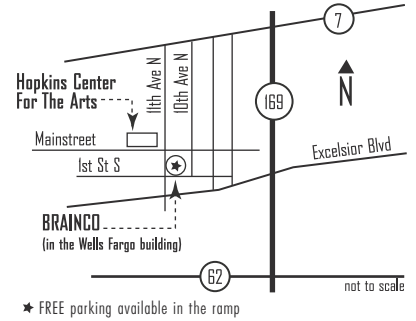 7
Hopkins Center
For The Arts
11th Ave N
10th Ave N
169
N
Mainstreet
1st St S
Excelsior Blvd
BRAINCO
(in the Wells Fargo building)
62
not to scale
★ FREE parking available in the ramp